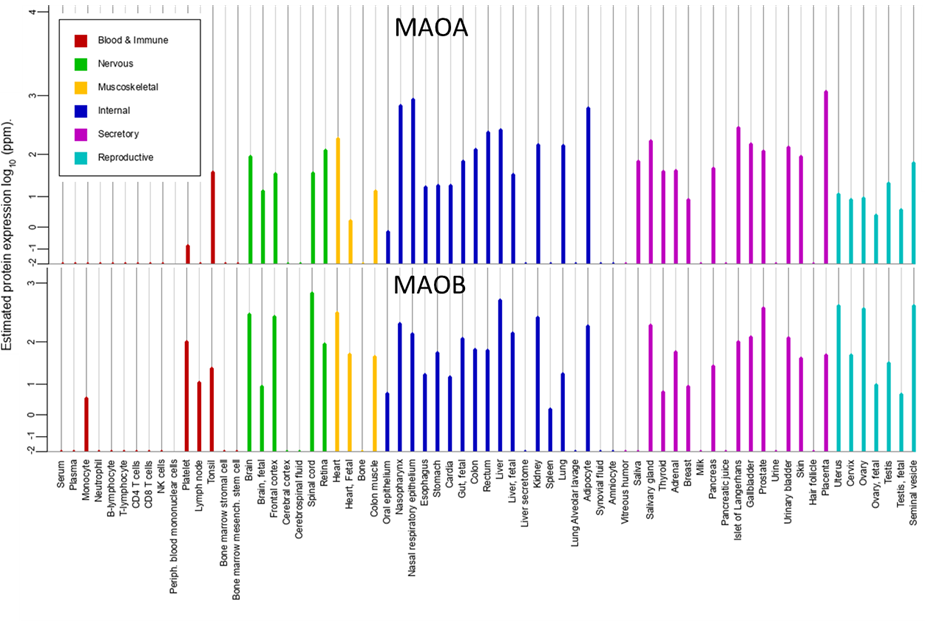 MAOA
4
3
2
1
0
-1
-2
Blood & Immune
Nervous
Muscoskeletal
Internal
Secretory
Reproductive
Estimated protein expression log10 (ppm).
MAOB
3
2
1
0
-1
-2
Serum
Plasma
Monocyte
Neutrophil
B-lymphocyte
T-lymphocyte
CD4 T cells
CD8 T cells
NK cells
Periph. blood mononuclear cells
Platelet
Lymph node
Tonsil
Bone marrow stromal cell
Bone marrow mesench. stem cell
Brain
Brain, fetal
Frontal cortex
Cerebral cortex
Cerebrospinal fluid
Spinal cord
Retina
Heart
Heart, Fetal
Bone
Colon muscle
Oral epithelium
Nasopharynx
Nasal respiratory epithelium
Esophagus
Stomach
Cardia
Gut, fetal
Colon
Rectum
Liver
Liver, fetal
Liver secretome
Kidney
Spleen
Lung
Lung Alveolar lavage
Adipocyte
Synovial fluid
Amniocyte
Vitreous humor
Saliva
Salivary gland
Thyroid
Adrenal
Breast
Milk
Pancreas
Pancreatic juice
Islet of Langerhans
Gallbladder
Prostate
Urine
Urinary bladder
Skin
Hair follicle
Placenta
Uterus
Cervix
Ovary
Ovary, fetal
Testis
Testis, fetal
Seminal vesicle